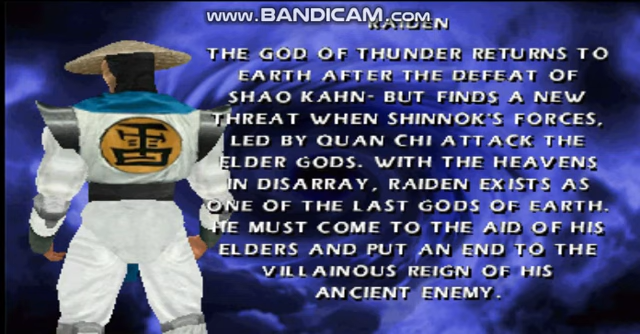 www.BANDICAM.com
RAIDEN
THE GOD OF THUNDER RETURNS TO
EARTH AFTER THE DEFEAT OF
SHAO KAHN- BUT FINDS A NEW
THREAT WHEN SHINNOK'S FORCES,
LED BY QUAN CHI ATTACK THE
ELDER GODS. WITH THE HEAVENS
IN DISARRAY, RAIDEN EXISTS AS
ONE OF THE LAST GODS OF EARTH.
HE MUST COME TO THE AID OF HIS
ELDERS AND PUT AN END TO THE
VILLAINOUS REIGN OF HIS
ANCIENT ENEMY.